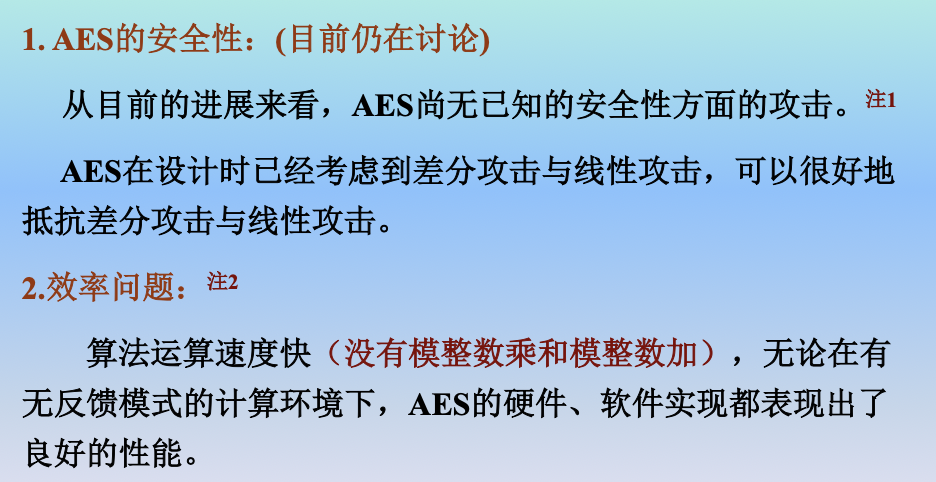 1. AES的安全性：(目前仍在讨论)
从目前的进展来看，AES尚无已知的安全性方面的攻击。注1
AES在设计时已经考虑到差分攻击与线性攻击，可以很好地
抵抗差分攻击与线性攻击。
2.效率问题：注2
算法运算速度快（没有模整数乘和模整数加），无论在有
无反馈模式的计算环境下，AES的硬件、软件实现都表现出了
良好的性能。